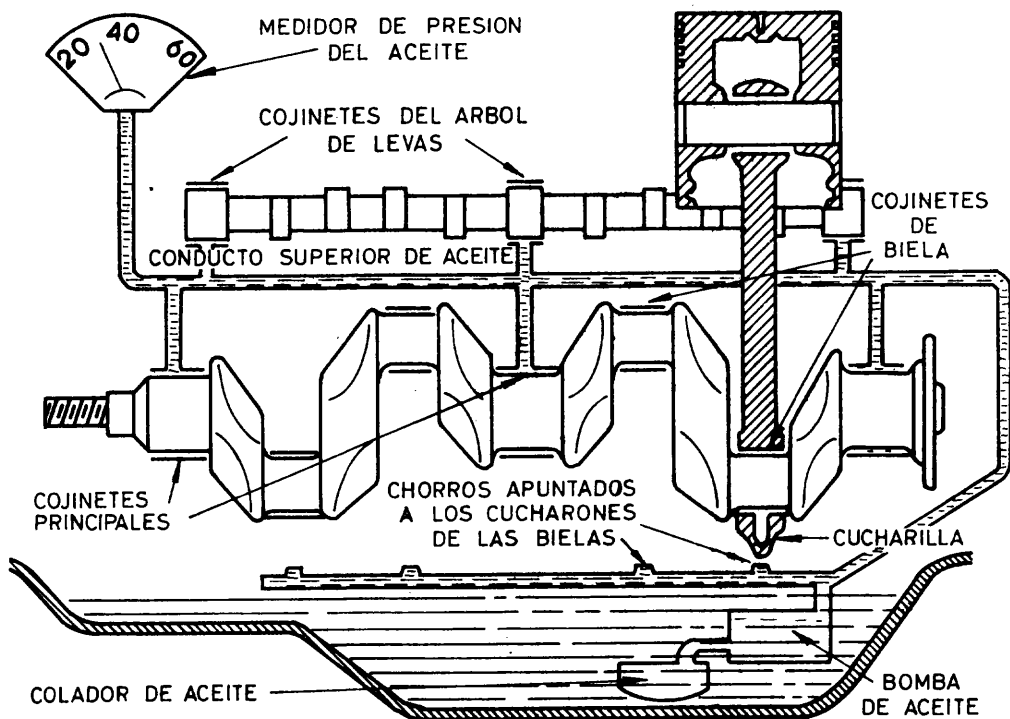 20 40 60
MEDIDOR DE PRESION
DEL ACEITE
COJINETES DEL ARBOL
DE LEVAS
COJINETES
DE
BIELA
CONDUCTO SUPERIOR DE ACEITE
COJINETES
PRINCIPALES
CHORROS APUNTADOS
A LOS CUCHARONES
DE LAS BIELAS
CUCHARILLA
COLADOR DE ACEITE
BOMBA
DE ACEITE